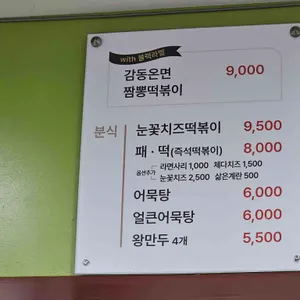 with 블랙라벨
감동온면 9,000
짬뽕떡볶이
분식
눈꽃치즈떡볶이 9,500
패·떡(즉석떡볶이) 8,000
옵션추가
라면사리 1,000 체다치즈 1,500
눈꽃치즈 2,500 삶은계란 500
어묵탕 6,000
얼큰어묵탕 6,000
왕만두 4개 5,500